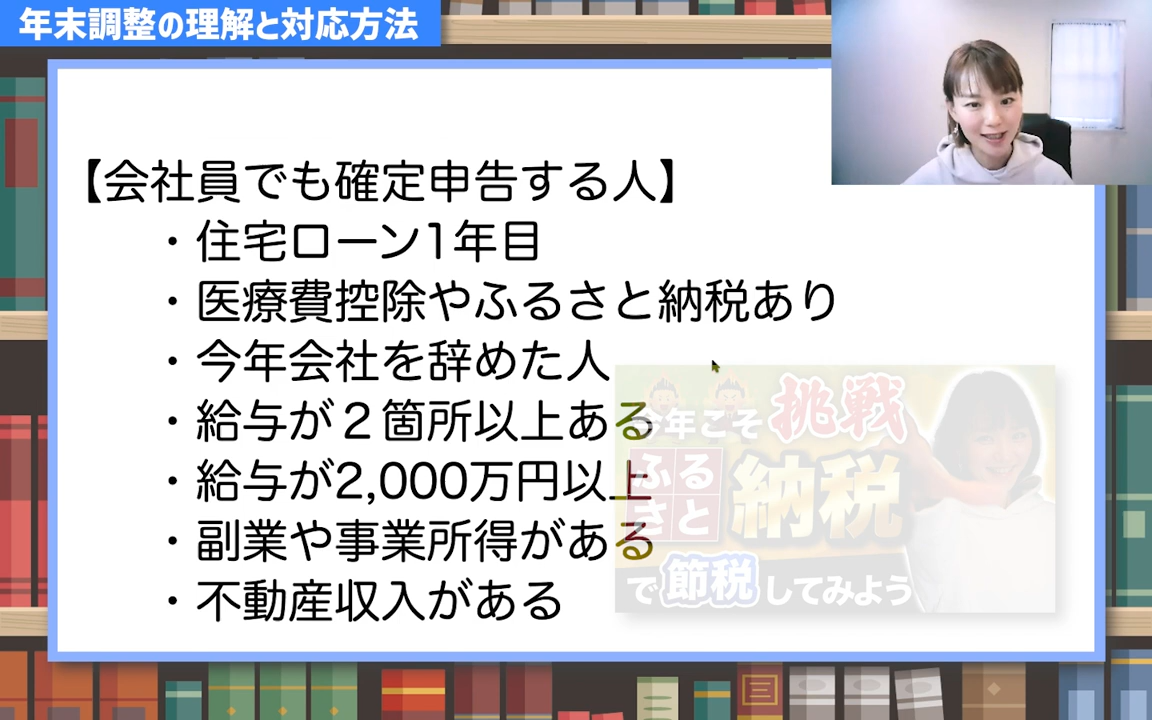 年末調整の理解と対応方法
【会社員でも確定申告する人】
・住宅ローン1年目
・医療費控除やふるさと納税あり
・今年会社を辞めた人
・給与が２箇所以上ある
・給与が2,000万円以上
・副業や事業所得がある
・不動産収入がある
今年こそ挑戦
ふるさと納税
で節税してみよう